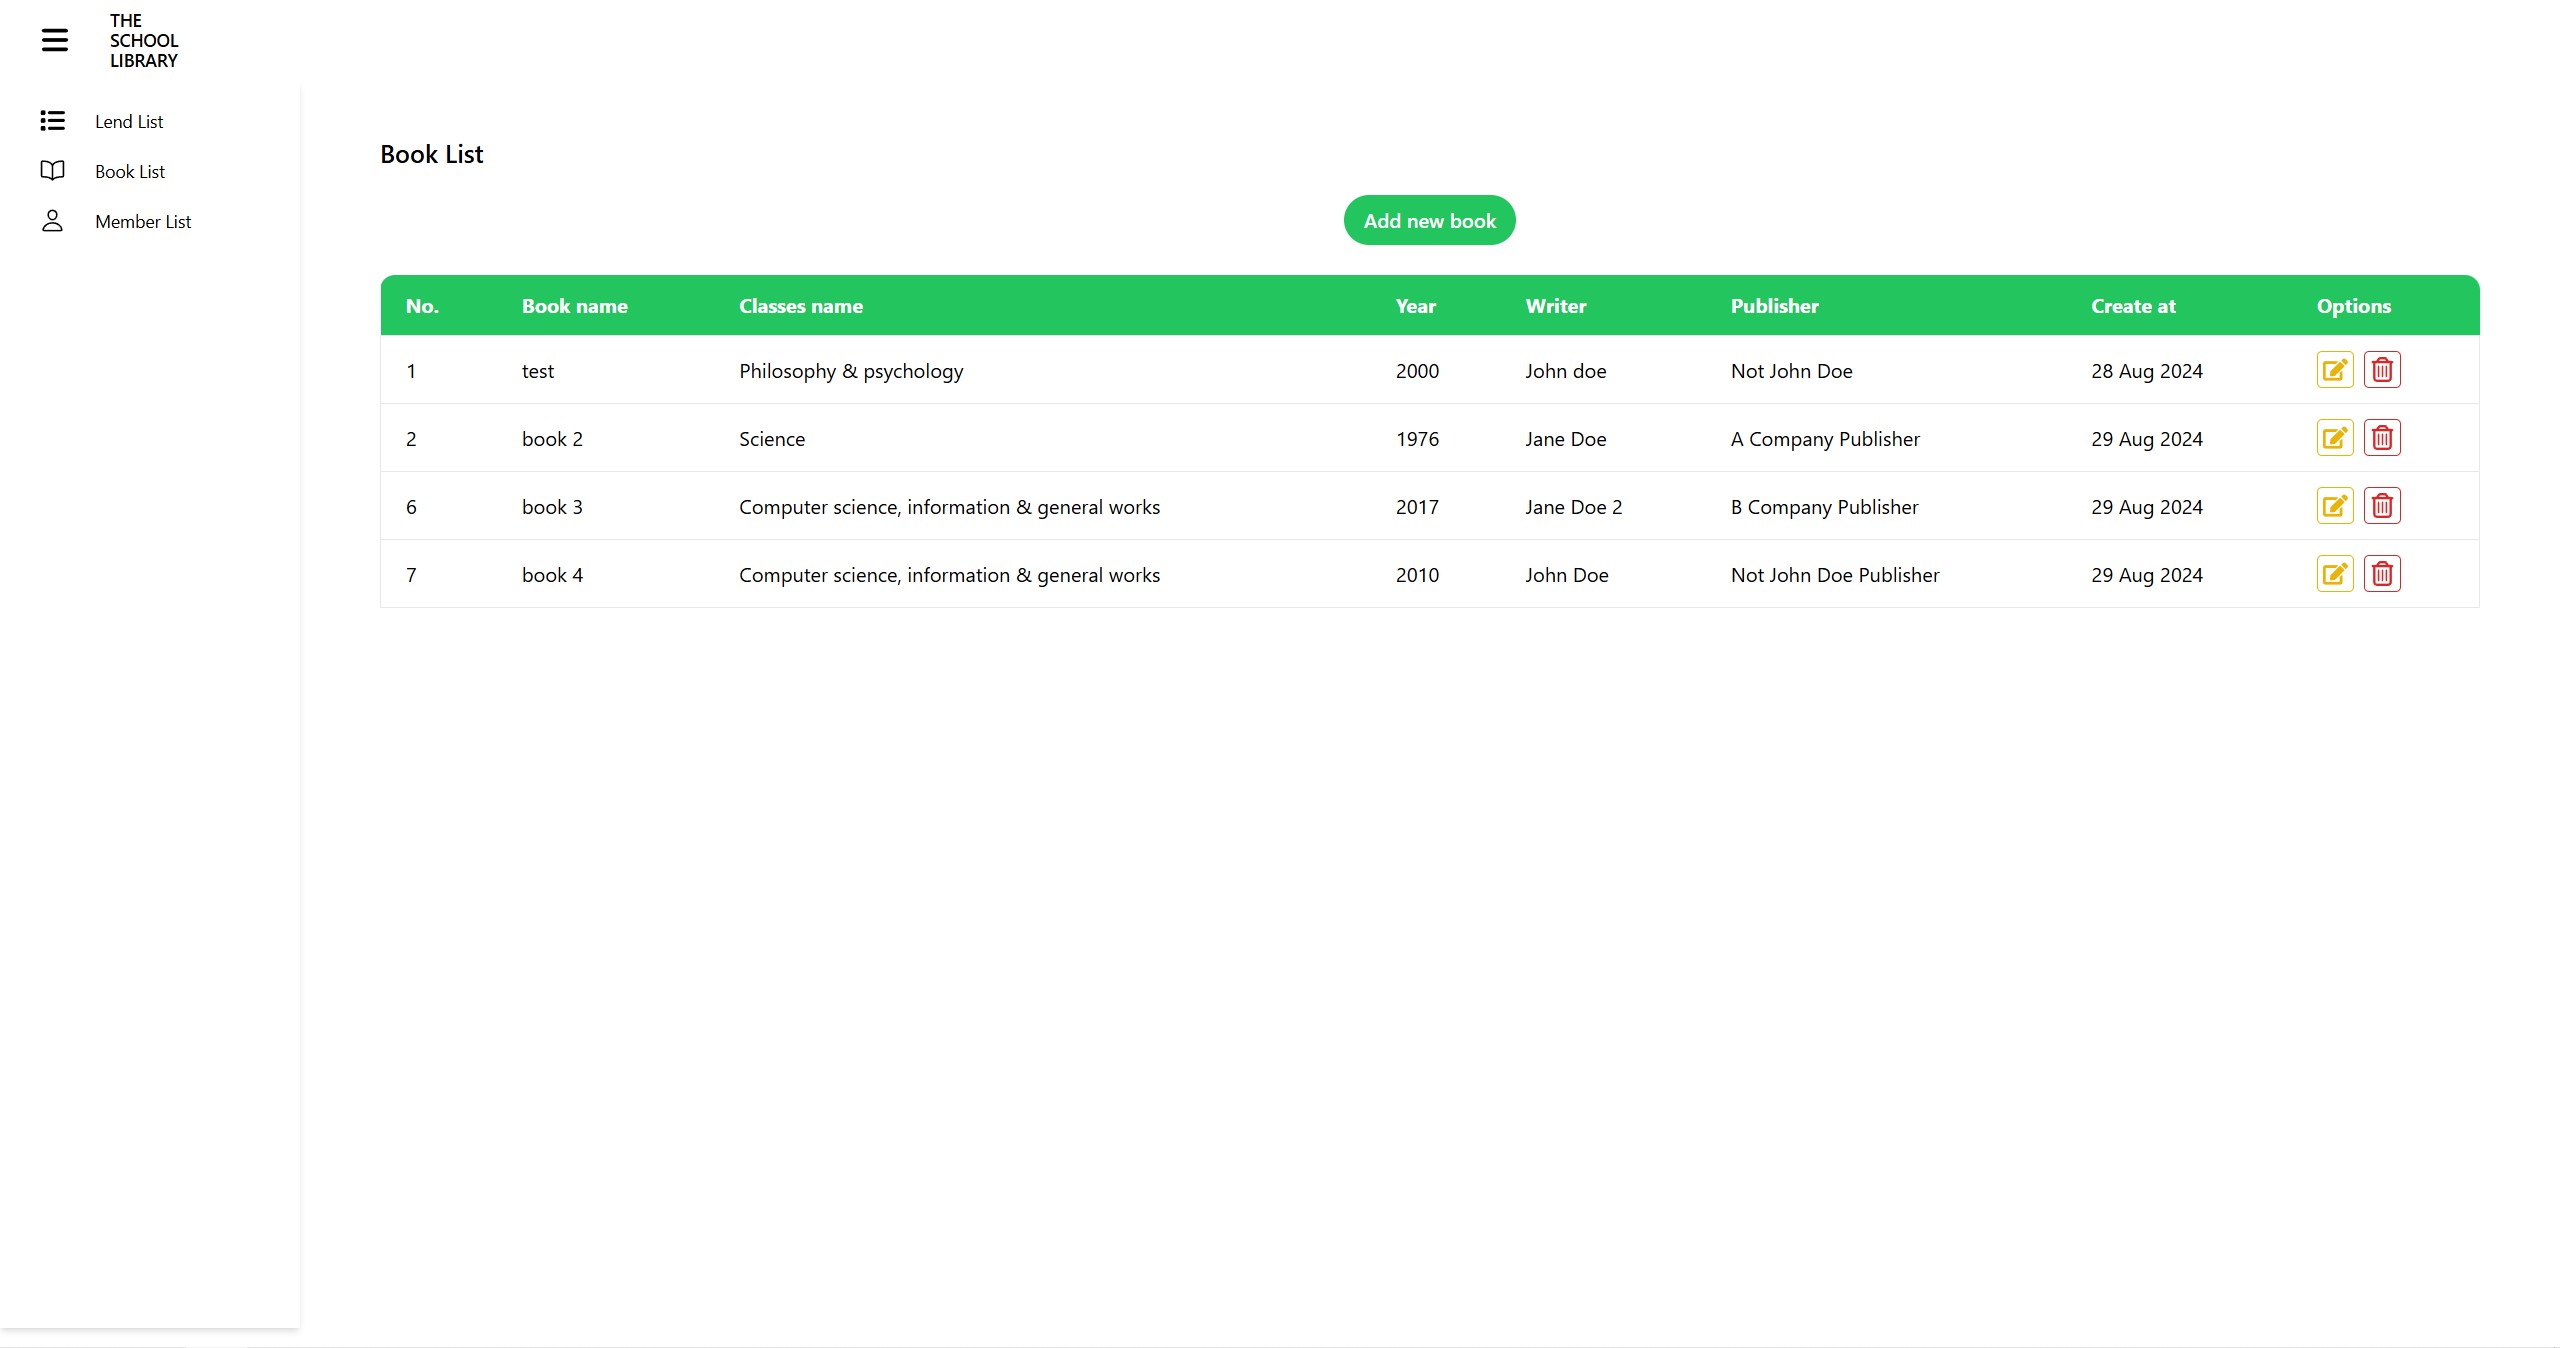 THE
SCHOOL
LIBRARY
Lend List
Book List
Member List
Book List
Add new book
No. Book name Classes name Year Writer Publisher Create at Options
1 test Philosophy & psychology 2000 John doe Not John Doe 28 Aug 2024
2 book 2 Science 1976 Jane Doe A Company Publisher 29 Aug 2024
6 book 3 Computer science, information & general works 2017 Jane Doe 2 B Company Publisher 29 Aug 2024
7 book 4 Computer science, information & general works 2010 John Doe Not John Doe Publisher 29 Aug 2024